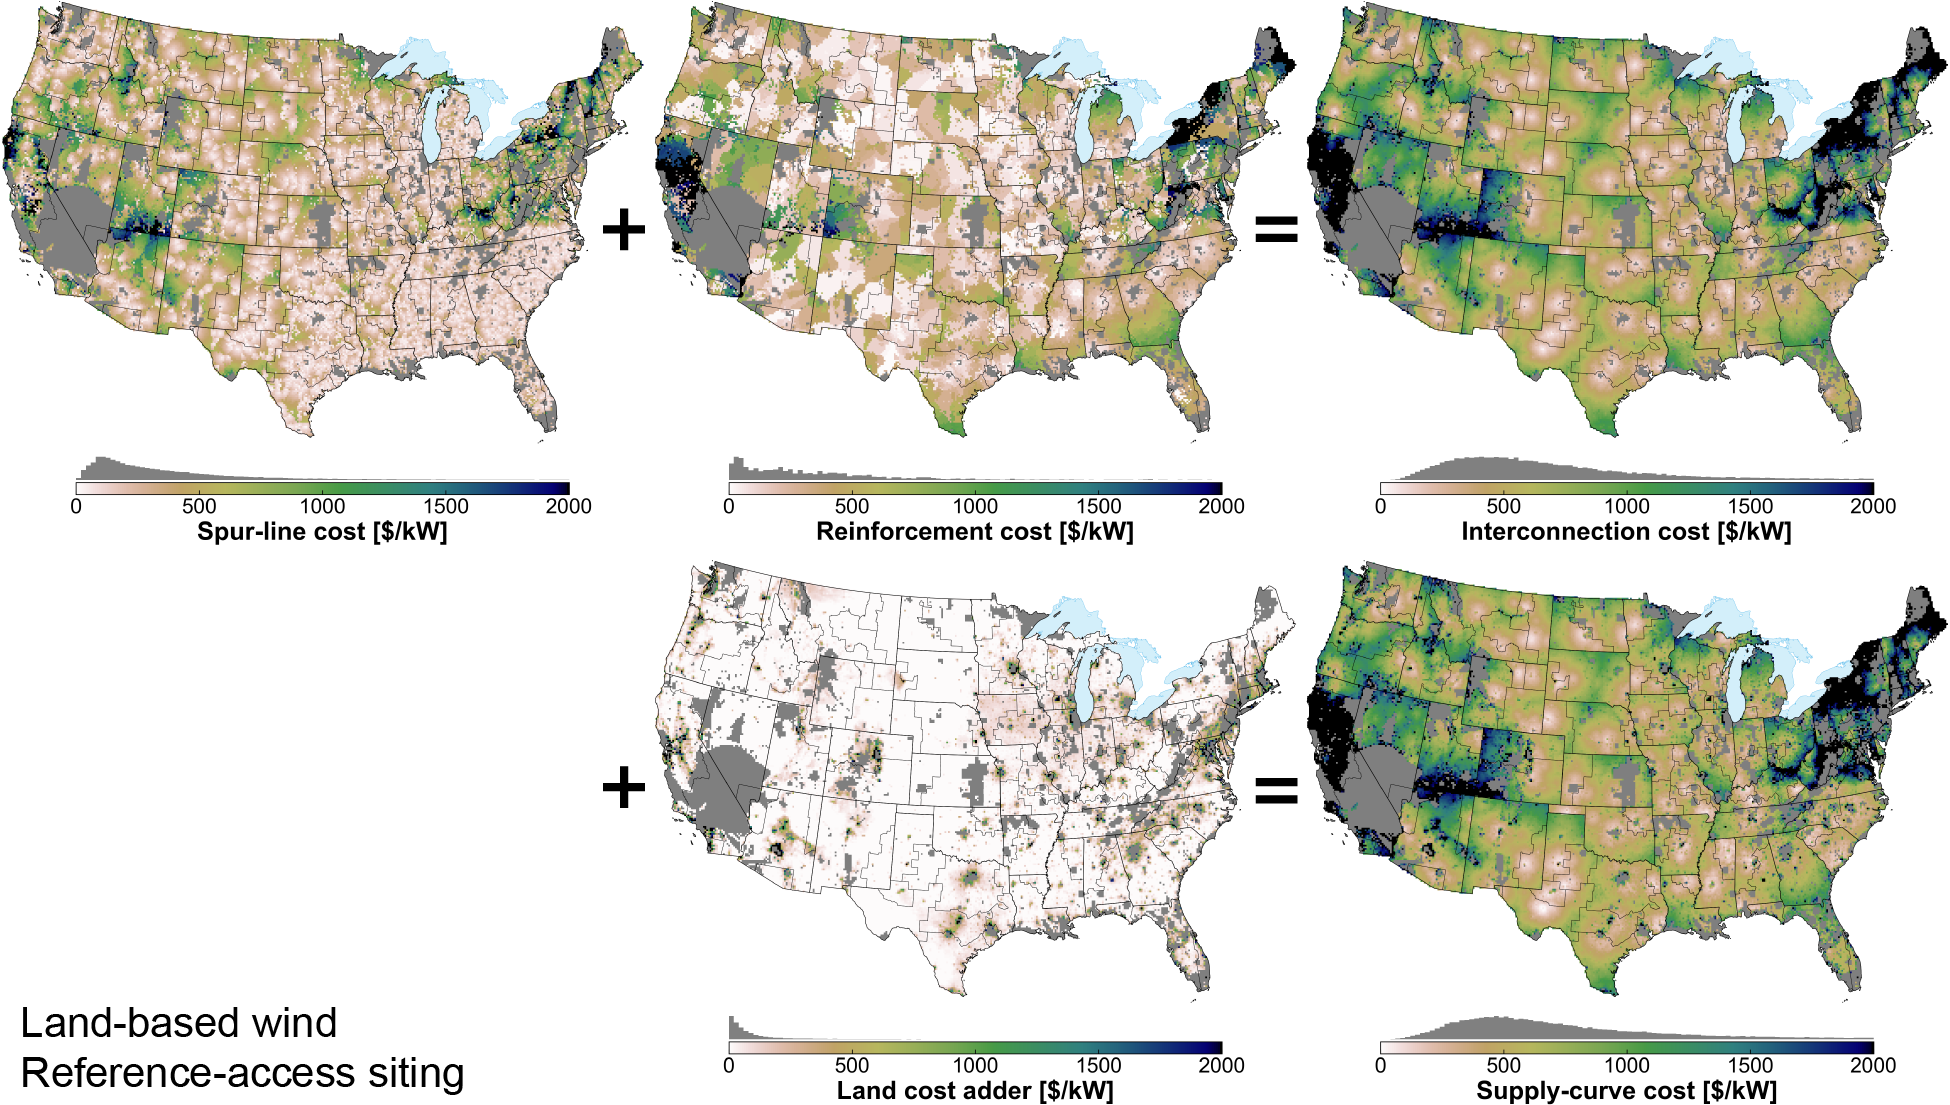 +
=
0 500 1000 1500 2000
Spur-line cost [$/kW]
0 500 1000 1500 2000
Reinforcement cost [$/kW]
0 500 1000 1500 2000
Interconnection cost [$/kW]
+
=
0 500 1000 1500 2000
Land cost adder [$/kW]
0 500 1000 1500 2000
Supply-curve cost [$/kW]
Land-based wind
Reference-access siting